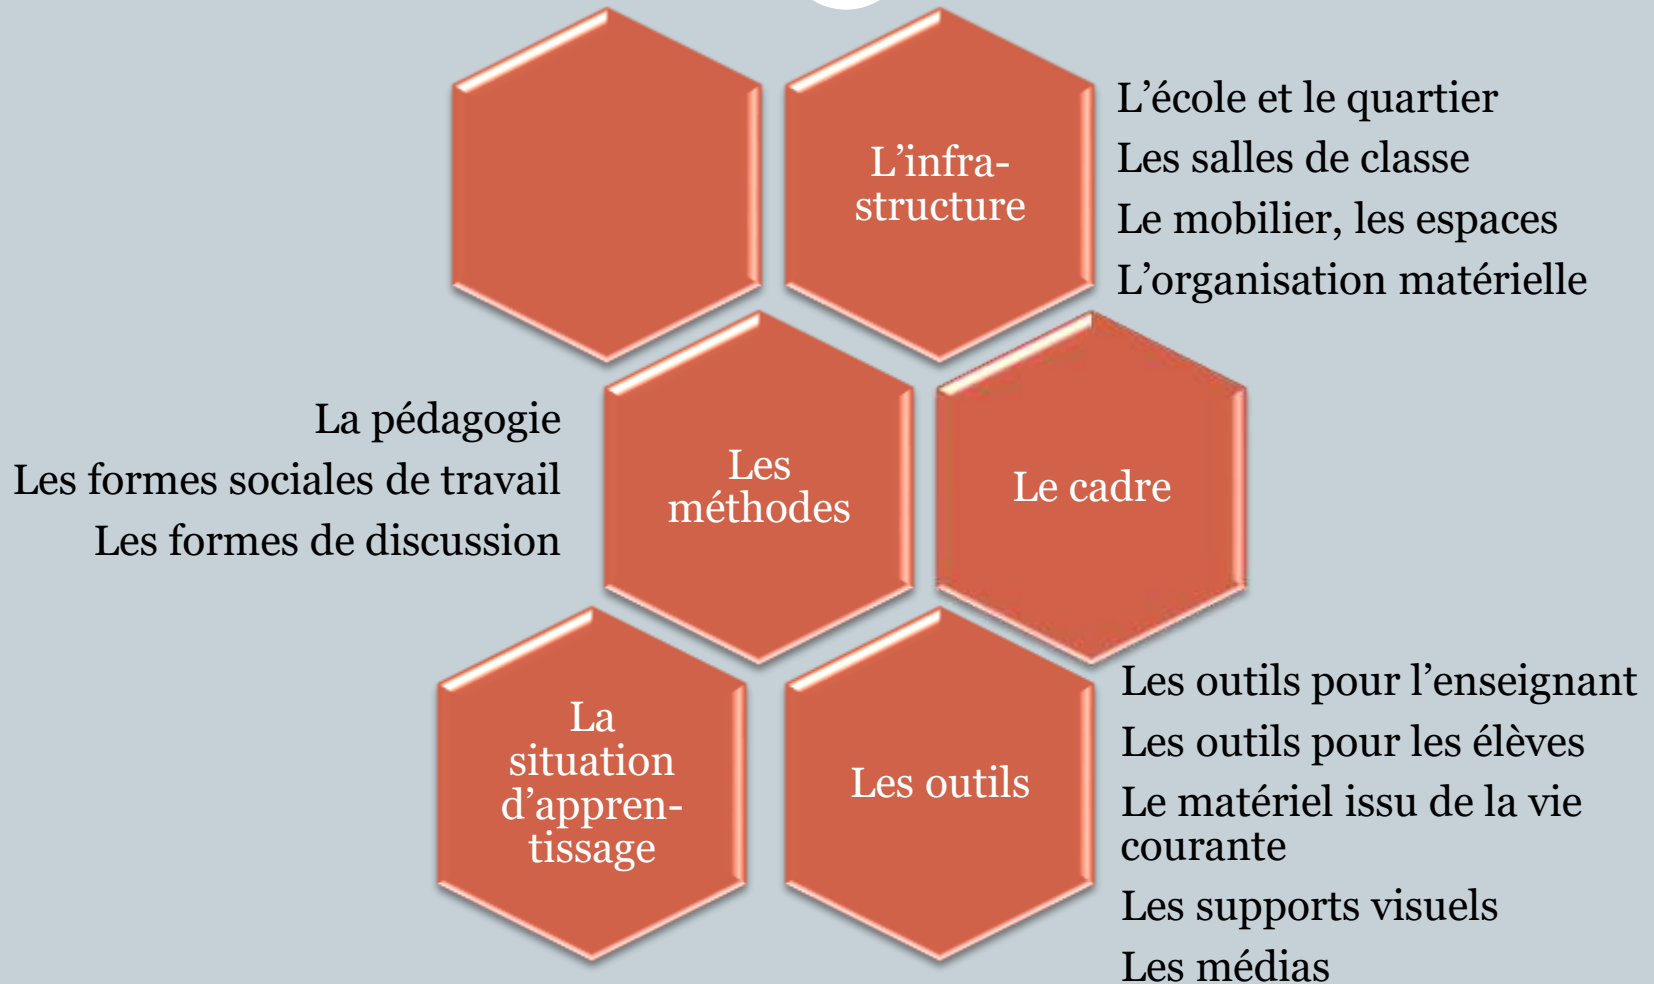 L’infra-
structure
L’école et le quartier
Les salles de classe
Le mobilier, les espaces
L’organisation matérielle
La pédagogie
Les formes sociales de travail
Les formes de discussion
Les
méthodes
Le cadre
La
situation
d’appren-
tissage
Les outils
Les outils pour l’enseignant
Les outils pour les élèves
Le matériel issu de la vie
courante
Les supports visuels
Les médias